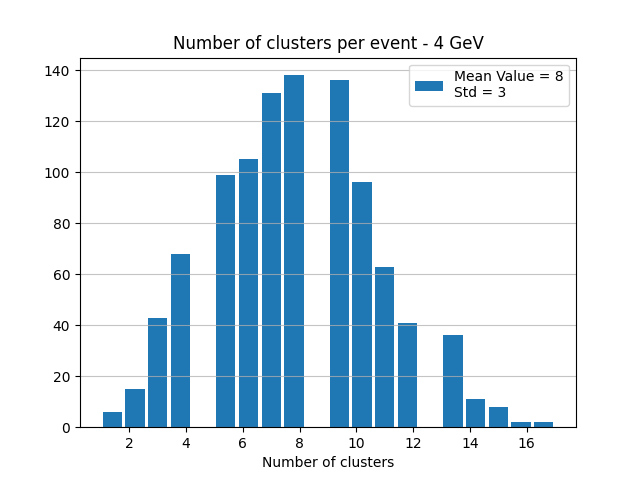 Number of clusters per event - 4 GeV
Mean Value = 8
Std = 3
140
120
100
80
60
40
20
0
2 4 6 8 10 12 14 16
Number of clusters